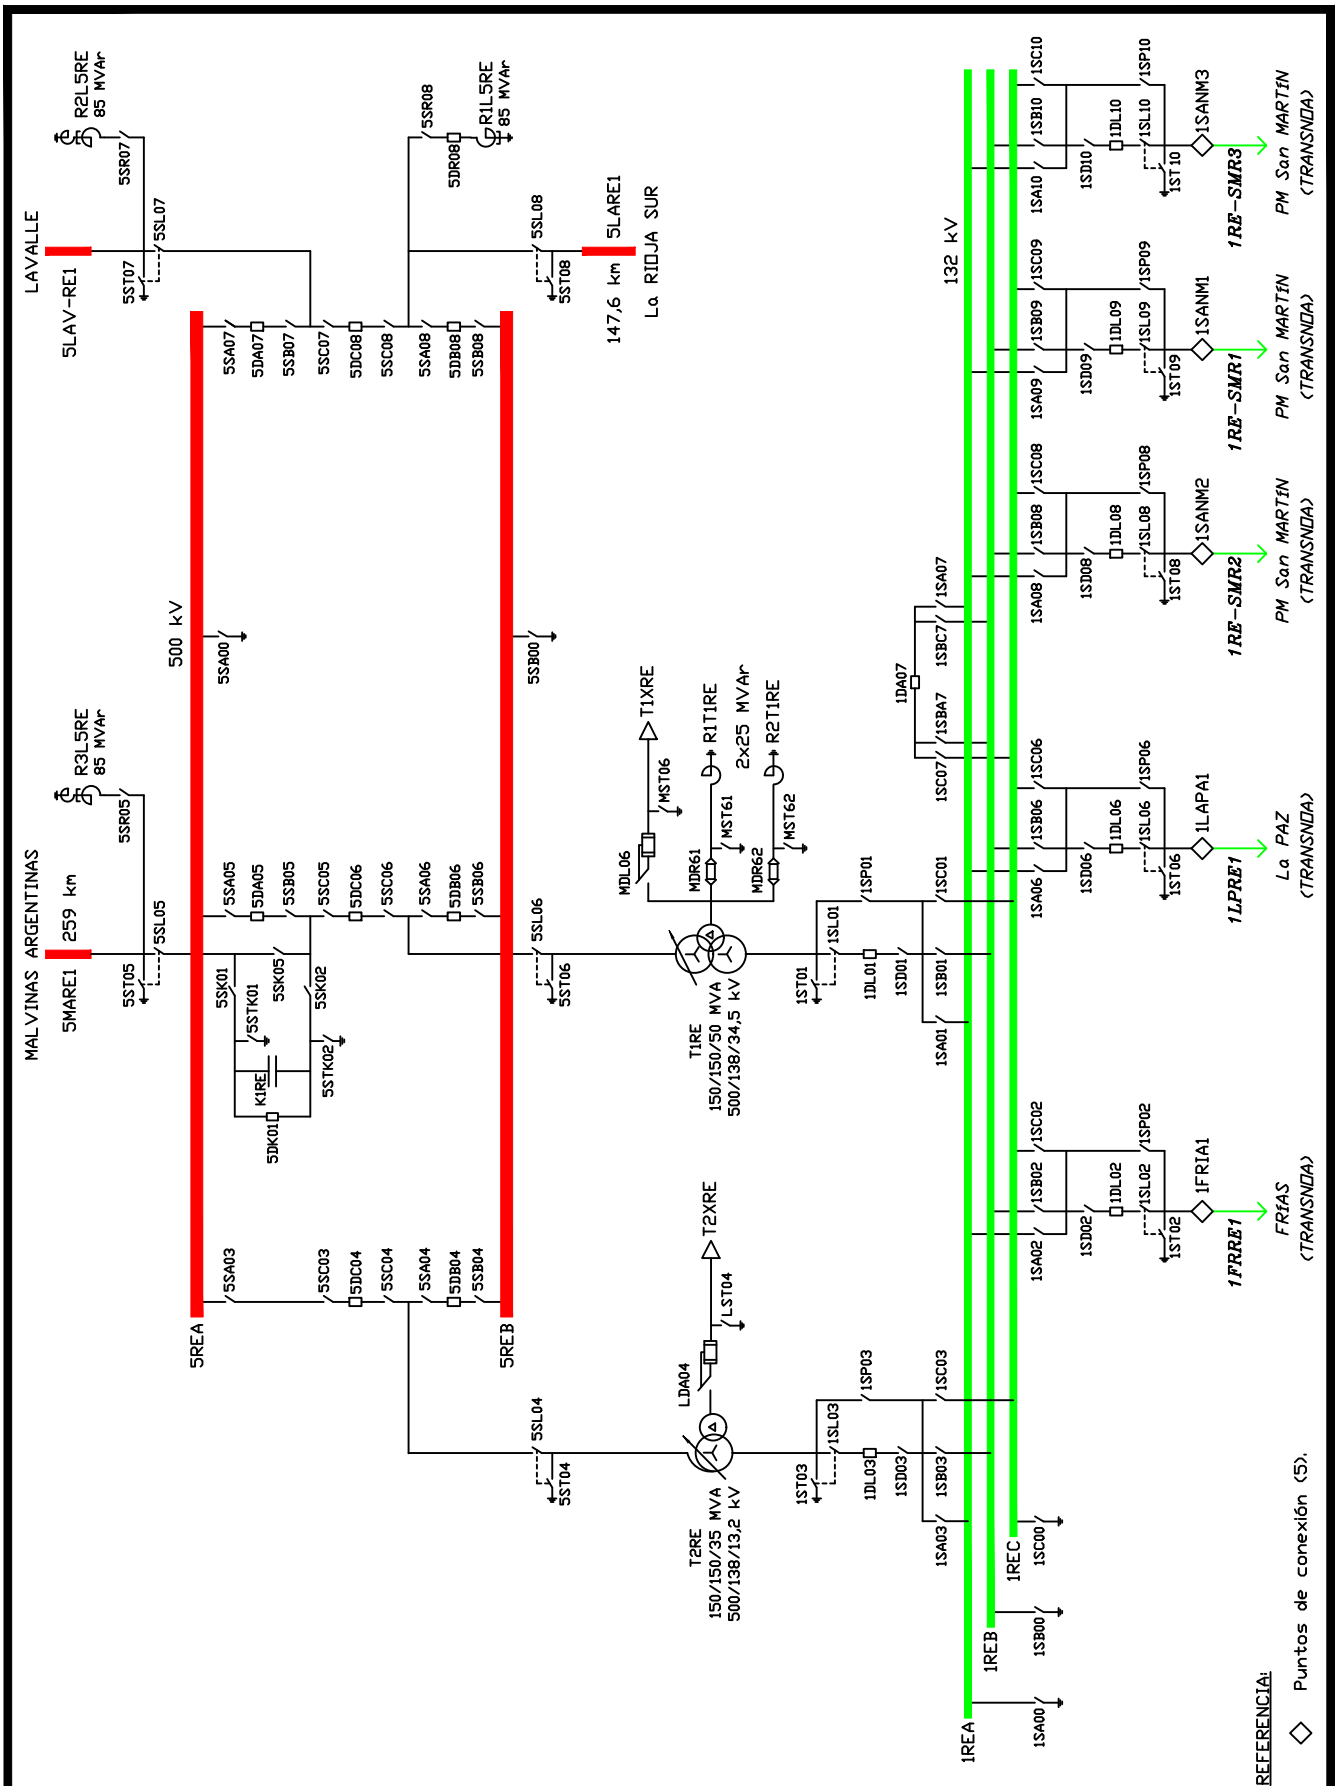 MALVINAS ARGENTINAS
5MARE1 259 km
5ST05
5SL05
5SR05
R3L5RE
85 MVAr
LAVALLE
5LAV-RE1
5ST07
5SL07
5SR07
R2L5RE
85 MVAr
500 kV
5REA
5SA03
5SC03
5DC04
5SC04
5SA04
5DB04
5SB04
5REB
5SK01
5STK01
K1RE
5DK01
5STK02
5SK05
5SK02
5SA05
5DA05
5SB05
5SC05
5DC06
5SC06
5SA06
5DB06
5SB06
5SA00
5SB00
5SA07
5DA07
5SB07
5SC07
5DC08
5SC08
5SA08
5DB08
5SB08
5SR08
5DR08
R1L5RE
85 MVAr
5SL08
5ST08
147,6 km 5LARE1
La RIOJA SUR
5SL04
5ST04
5SL06
5ST06
T2RE
150/150/35 MVA
500/138/13,2 kV
LDA04
LST04
T2XRE
T1RE
150/150/50 MVA
500/138/34,5 kV
MDL06
MST06
T1XRE
MDR61
MST61
R1T1RE
2x25 MVAr
MDR62
MST62
R2T1RE
1ST03
1SL03
1SP03
1DL03
1SD03
1SA03
1SB03
1SC03
1ST01
1SL01
1SP01
1DL01
1SD01
1SA01
1SB01
1SC01
1DA07
1SC07
1SBA7
1SBC7
1SA07
132 kV
1REA
1REB
1REC
1SA00
1SB00
1SC00
1SA02
1SB02
1SC02
1SD02
1DL02
1SL02
1SP02
1ST02
1FRIA1
1FRRE1
FRíAS
(TRANSNOA)
1SA06
1SB06
1SC06
1SD06
1DL06
1SL06
1SP06
1ST06
1LAPA1
1LPRE1
La PAZ
(TRANSNOA)
1SA08
1SB08
1SC08
1SD08
1DL08
1SL08
1SP08
1ST08
1SANM2
1RE-SMR2
PM San MARTíN
(TRANSNOA)
1SA09
1SB09
1SC09
1SD09
1DL09
1SL09
1SP09
1ST09
1SANM1
1RE-SMR1
PM San MARTíN
(TRANSNOA)
1SA10
1SB10
1SC10
1SD10
1DL10
1SL10
1SP10
1ST10
1SANM3
1RE-SMR3
PM San MARTíN
(TRANSNOA)
REFERENCIA:
Puntos de conexión (5).